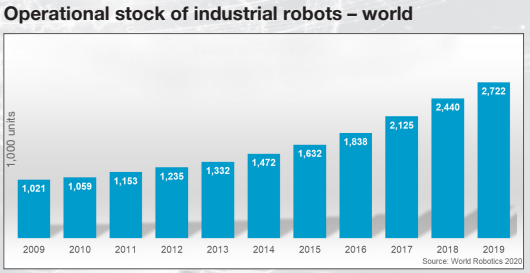 Operational stock of industrial robots – world
1,000 units
1,021
1,059
1,153
1,235
1,332
1,472
1,632
1,838
2,125
2,440
2,722
2009 2010 2011 2012 2013 2014 2015 2016 2017 2018 2019
Source: World Robotics 2020